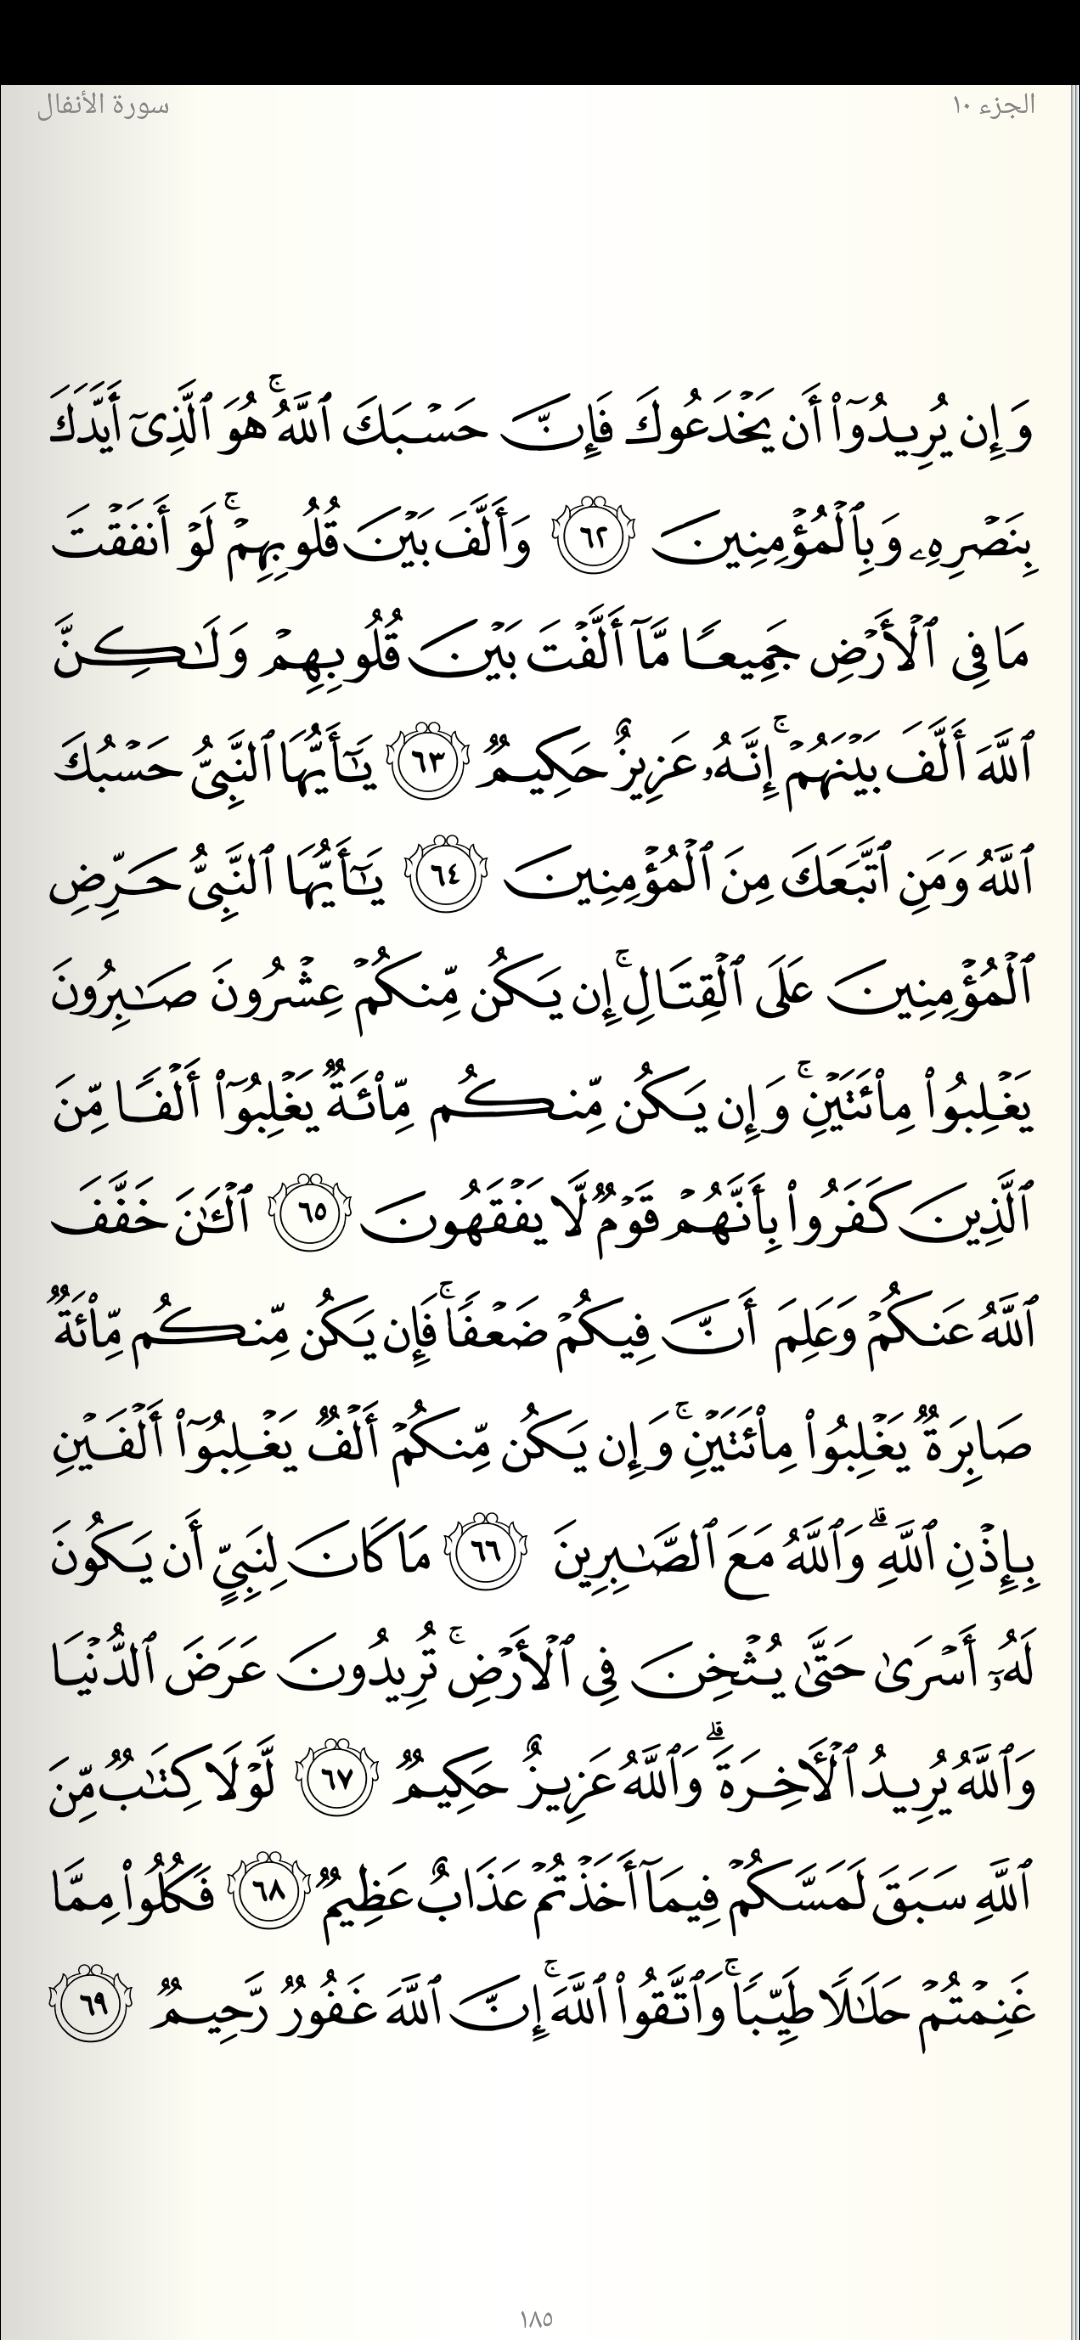 الجزء ١٠
سورة الأنفال
وَإِن يُرِيدُوٓا۟ أَن يَخْدَعُوكَ فَإِنَّ حَسْبَكَ ٱللَّهُ ۚ هُوَ ٱلَّذِىٓ أَيَّدَكَ
بِنَصْرِهِۦ وَبِٱلْمُؤْمِنِينَ ٦٢ وَأَلَّفَ بَيْنَ قُلُوبِهِمْ ۚ لَوْ أَنفَقْتَ
مَا فِى ٱلْأَرْضِ جَمِيعًا مَّآ أَلَّفْتَ بَيْنَ قُلُوبِهِمْ وَلَـٰكِنَّ
ٱللَّهَ أَلَّفَ بَيْنَهُمْ ۚ إِنَّهُۥ عَزِيزٌ حَكِيمٌ ٦٣ يَـٰٓأَيُّهَا ٱلنَّبِىُّ حَسْبُكَ
ٱللَّهُ وَمَنِ ٱتَّبَعَكَ مِنَ ٱلْمُؤْمِنِينَ ٦٤ يَـٰٓأَيُّهَا ٱلنَّبِىُّ حَرِّضِ
ٱلْمُؤْمِنِينَ عَلَى ٱلْقِتَالِ ۚ إِن يَكُن مِّنكُمْ عِشْرُونَ صَـٰبِرُونَ
يَغْلِبُوا۟ مِا۟ئَتَيْنِ ۚ وَإِن يَكُن مِّنكُم مِّا۟ئَةٌ يَغْلِبُوٓا۟ أَلْفًا مِّنَ
ٱلَّذِينَ كَفَرُوا۟ بِأَنَّهُمْ قَوْمٌ لَّا يَفْقَهُونَ ٦٥ ٱلْـَٔـٰنَ خَفَّفَ
ٱللَّهُ عَنكُمْ وَعَلِمَ أَنَّ فِيكُمْ ضَعْفًا ۚ فَإِن يَكُن مِّنكُم مِّا۟ئَةٌ
صَابِرَةٌ يَغْلِبُوا۟ مِا۟ئَتَيْنِ ۚ وَإِن يَكُن مِّنكُمْ أَلْفٌ يَغْلِبُوٓا۟ أَلْفَيْنِ
بِإِذْنِ ٱللَّهِ ۗ وَٱللَّهُ مَعَ ٱلصَّـٰبِرِينَ ٦٦ مَا كَانَ لِنَبِىٍّ أَن يَكُونَ
لَهُۥٓ أَسْرَىٰ حَتَّىٰ يُثْخِنَ فِى ٱلْأَرْضِ ۚ تُرِيدُونَ عَرَضَ ٱلدُّنْيَا
وَٱللَّهُ يُرِيدُ ٱلْـَٔاخِرَةَ ۗ وَٱللَّهُ عَزِيزٌ حَكِيمٌ ٦٧ لَّوْلَا كِتَـٰبٌ مِّنَ
ٱللَّهِ سَبَقَ لَمَسَّكُمْ فِيمَآ أَخَذْتُمْ عَذَابٌ عَظِيمٌ ٦٨ فَكُلُوا۟ مِمَّا
غَنِمْتُمْ حَلَـٰلًا طَيِّبًا ۚ وَٱتَّقُوا۟ ٱللَّهَ ۚ إِنَّ ٱللَّهَ غَفُورٌ رَّحِيمٌ ٦٩
١٨٥